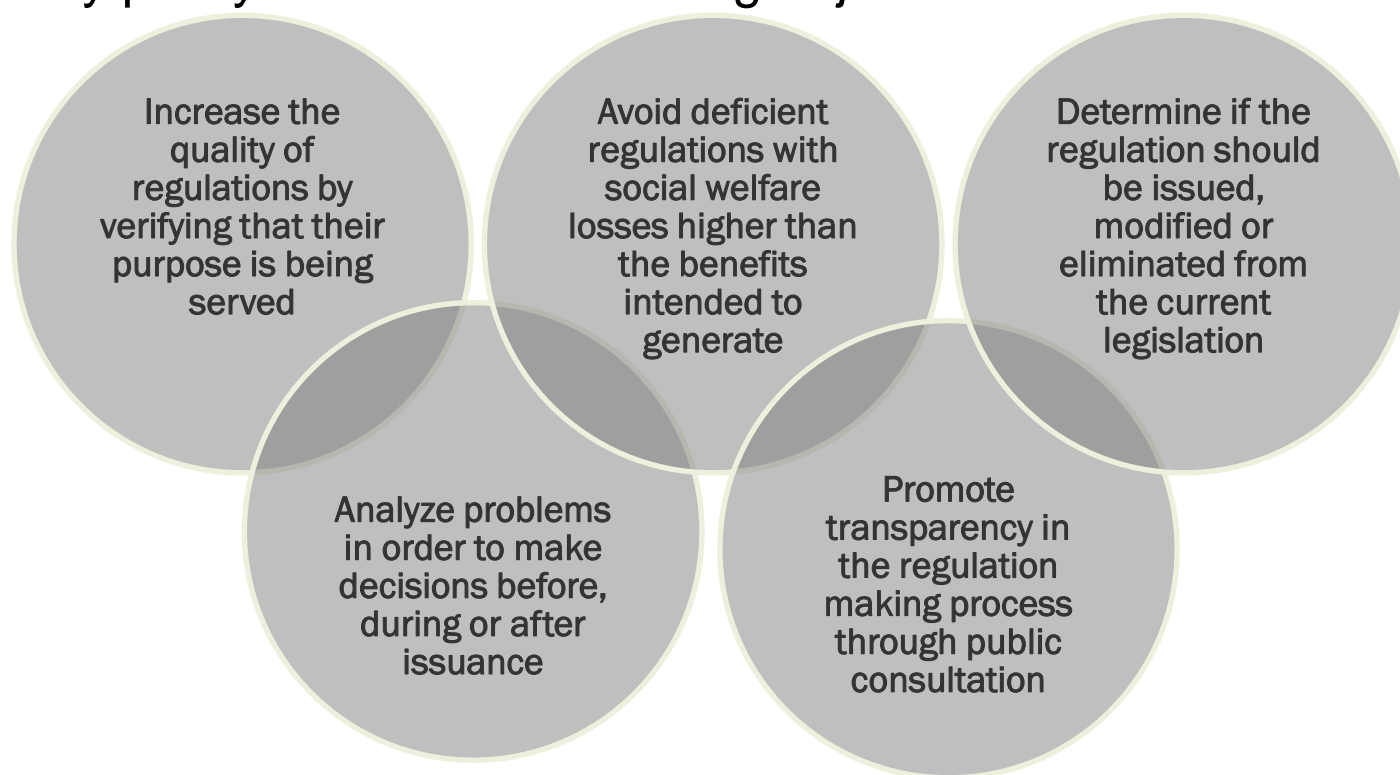 Increase the
quality of
regulations by
verifying that their
purpose is being
served
Avoid deficient
regulations with
social welfare
losses higher than
the benefits
intended to
generate
Determine if the
regulation should
be issued,
modified or
eliminated from
the current
legislation
Analyze problems
in order to make
decisions before,
during or after
issuance
Promote
transparency in
the regulation
making process
through public
consultation